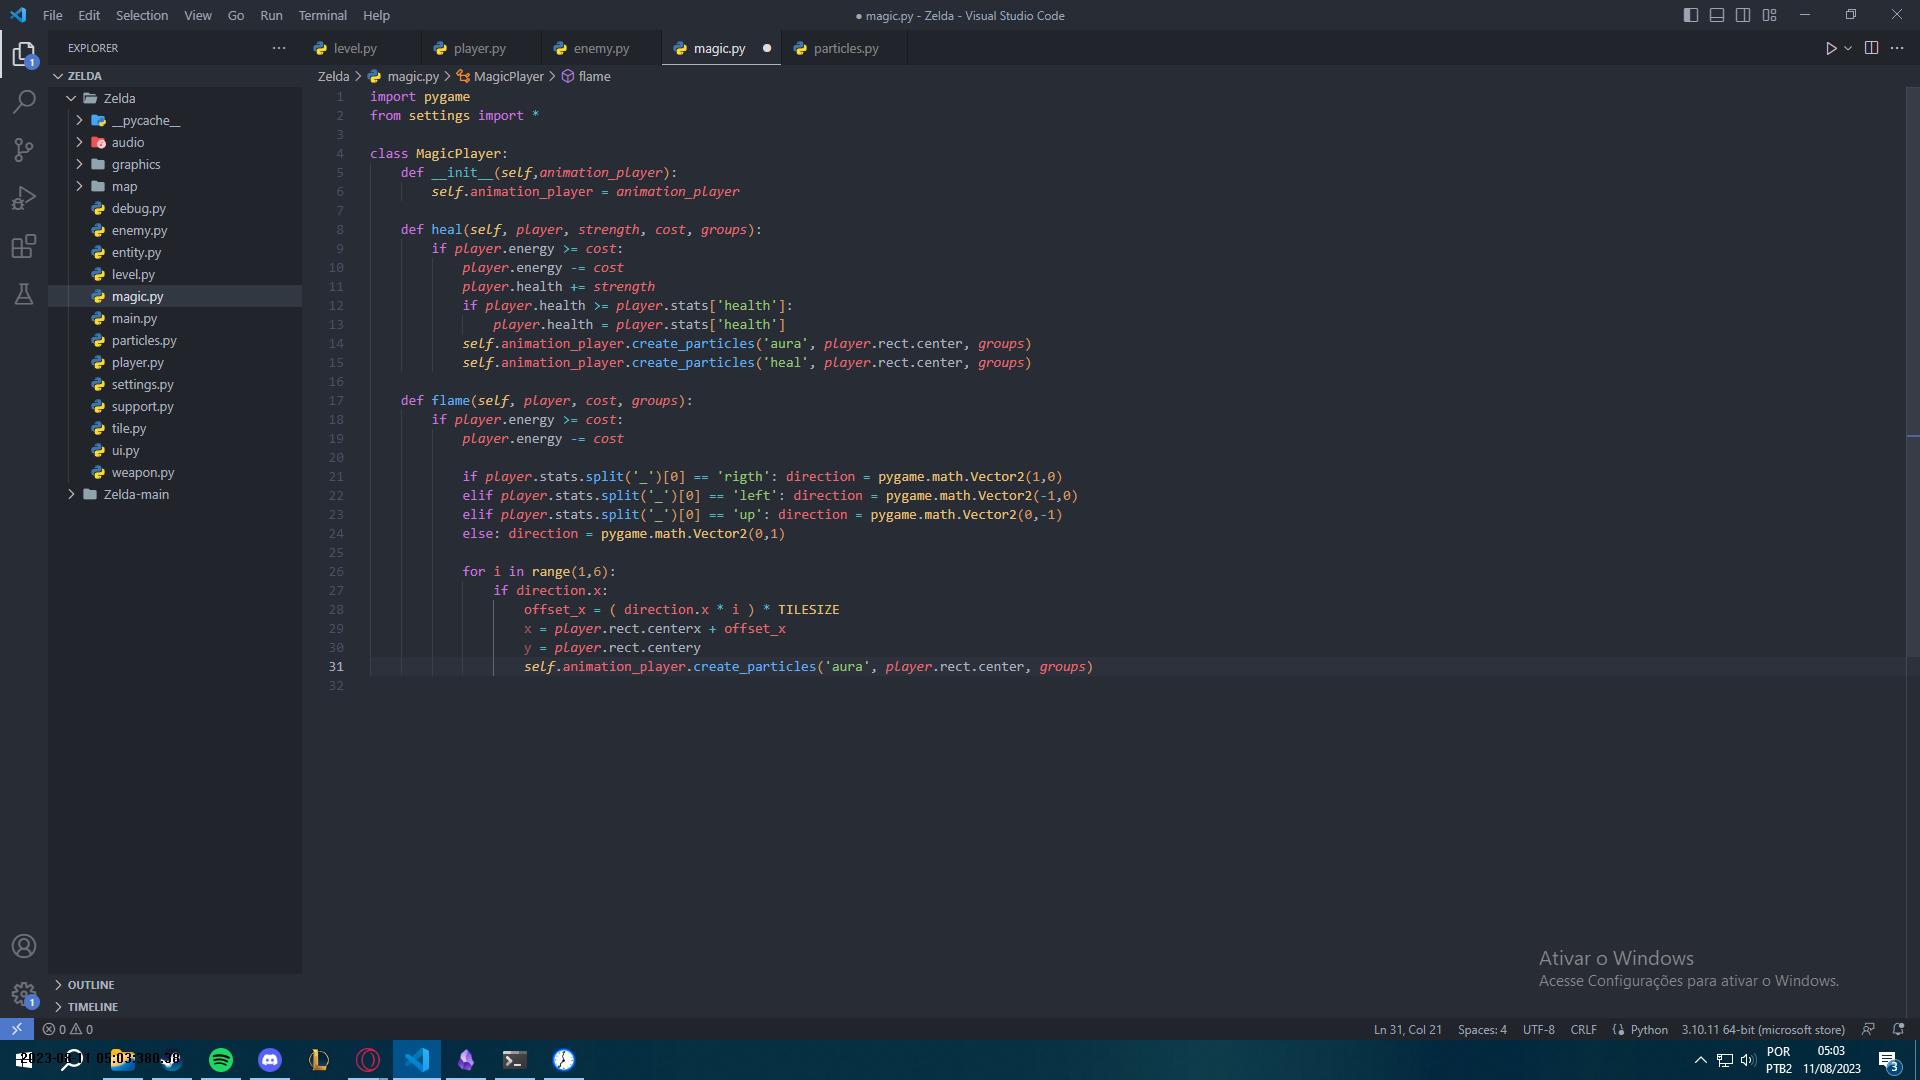 File Edit Selection View Go Run Terminal Help
● magic.py - Zelda - Visual Studio Code
EXPLORER
level.py player.py enemy.py magic.py particles.py
ZELDA
Zelda
__pycache__
audio
graphics
map
debug.py
enemy.py
entity.py
level.py
magic.py
main.py
particles.py
player.py
settings.py
support.py
tile.py
ui.py
weapon.py
Zelda-main
OUTLINE
TIMELINE
Zelda > magic.py > MagicPlayer > flame
1 import pygame
2 from settings import *
3
4 class MagicPlayer:
5     def __init__(self,animation_player):
6         self.animation_player = animation_player
7
8     def heal(self, player, strength, cost, groups):
9         if player.energy >= cost:
10             player.energy -= cost
11             player.health += strength
12             if player.health >= player.stats['health']:
13                 player.health = player.stats['health']
14             self.animation_player.create_particles('aura', player.rect.center, groups)
15             self.animation_player.create_particles('heal', player.rect.center, groups)
16
17     def flame(self, player, cost, groups):
18         if player.energy >= cost:
19             player.energy -= cost
20
21             if player.stats.split('_')[0] == 'rigth': direction = pygame.math.Vector2(1,0)
22             elif player.stats.split('_')[0] == 'left': direction = pygame.math.Vector2(-1,0)
23             elif player.stats.split('_')[0] == 'up': direction = pygame.math.Vector2(0,-1)
24             else: direction = pygame.math.Vector2(0,1)
25
26             for i in range(1,6):
27                 if direction.x:
28                     offset_x = ( direction.x * i ) * TILESIZE
29                     x = player.rect.centerx + offset_x
30                     y = player.rect.centery
31                     self.animation_player.create_particles('aura', player.rect.center, groups)
32
1
1
Ativar o Windows
Acesse Configurações para ativar o Windows.
0 0
Ln 31, Col 21 Spaces: 4 UTF-8 CRLF Python 3.10.11 64-bit (microsoft store)
POR
PTB2
05:03
11/08/2023
3